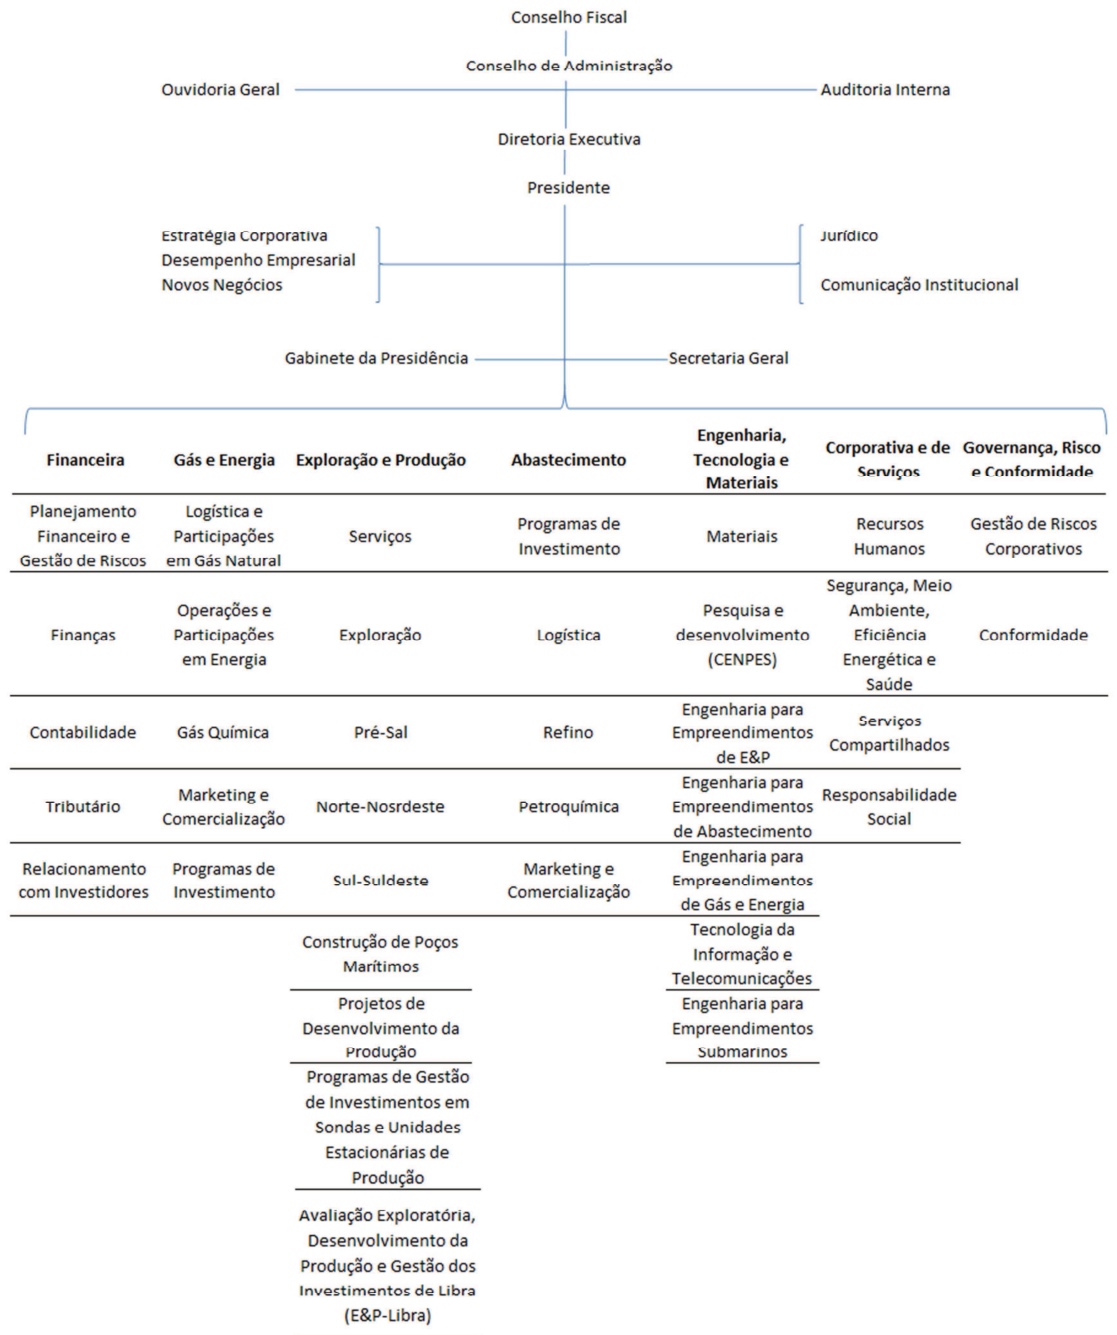 Conselho Fiscal
Conselho de Administração
Ouvidoria Geral
Auditoria Interna
Diretoria Executiva
Presidente
Estratégia Corporativa
Desempenho Empresarial
Novos Negócios
Jurídico
Comunicação Institucional
Gabinete da Presidência
Secretaria Geral
Financeira
Gás e Energia
Exploração e Produção
Abastecimento
Engenharia,
Tecnologia e
Materiais
Corporativa e de
Serviços
Governança, Risco
e Conformidade
Planejamento
Financeiro e
Gestão de Riscos
Logística e
Participações
em Gás Natural
Serviços
Programas de
Investimento
Materiais
Recursos
Humanos
Gestão de Riscos
Corporativos
Finanças
Operações e
Participações
em Energia
Exploração
Logística
Pesquisa e
desenvolvimento
(CENPES)
Segurança, Meio
Ambiente,
Eficiência
Energética e
Saúde
Conformidade
Contabilidade
Gás Química
Pré-Sal
Refino
Engenharia para
Empreendimentos
de E&P
Serviços
Compartilhados
Tributário
Marketing e
Comercialização
Norte-Nosrdeste
Petroquímica
Engenharia para
Empreendimentos
de Abastecimento
Responsabilidade
Social
Relacionamento
com Investidores
Programas de
Investimento
Sul-Suldeste
Marketing e
Comercialização
Engenharia para
Empreendimentos
de Gás e Energia
Construção de Poços
Marítimos
Tecnologia da
Informação e
Telecomunicações
Projetos de
Desenvolvimento da
Produção
Engenharia para
Empreendimentos
Submarinos
Programas de Gestão
de Investimentos em
Sondas e Unidades
Estacionárias de
Produção
Avaliação Exploratória,
Desenvolvimento da
Produção e Gestão dos
Investimentos de Libra
(E&P-Libra)